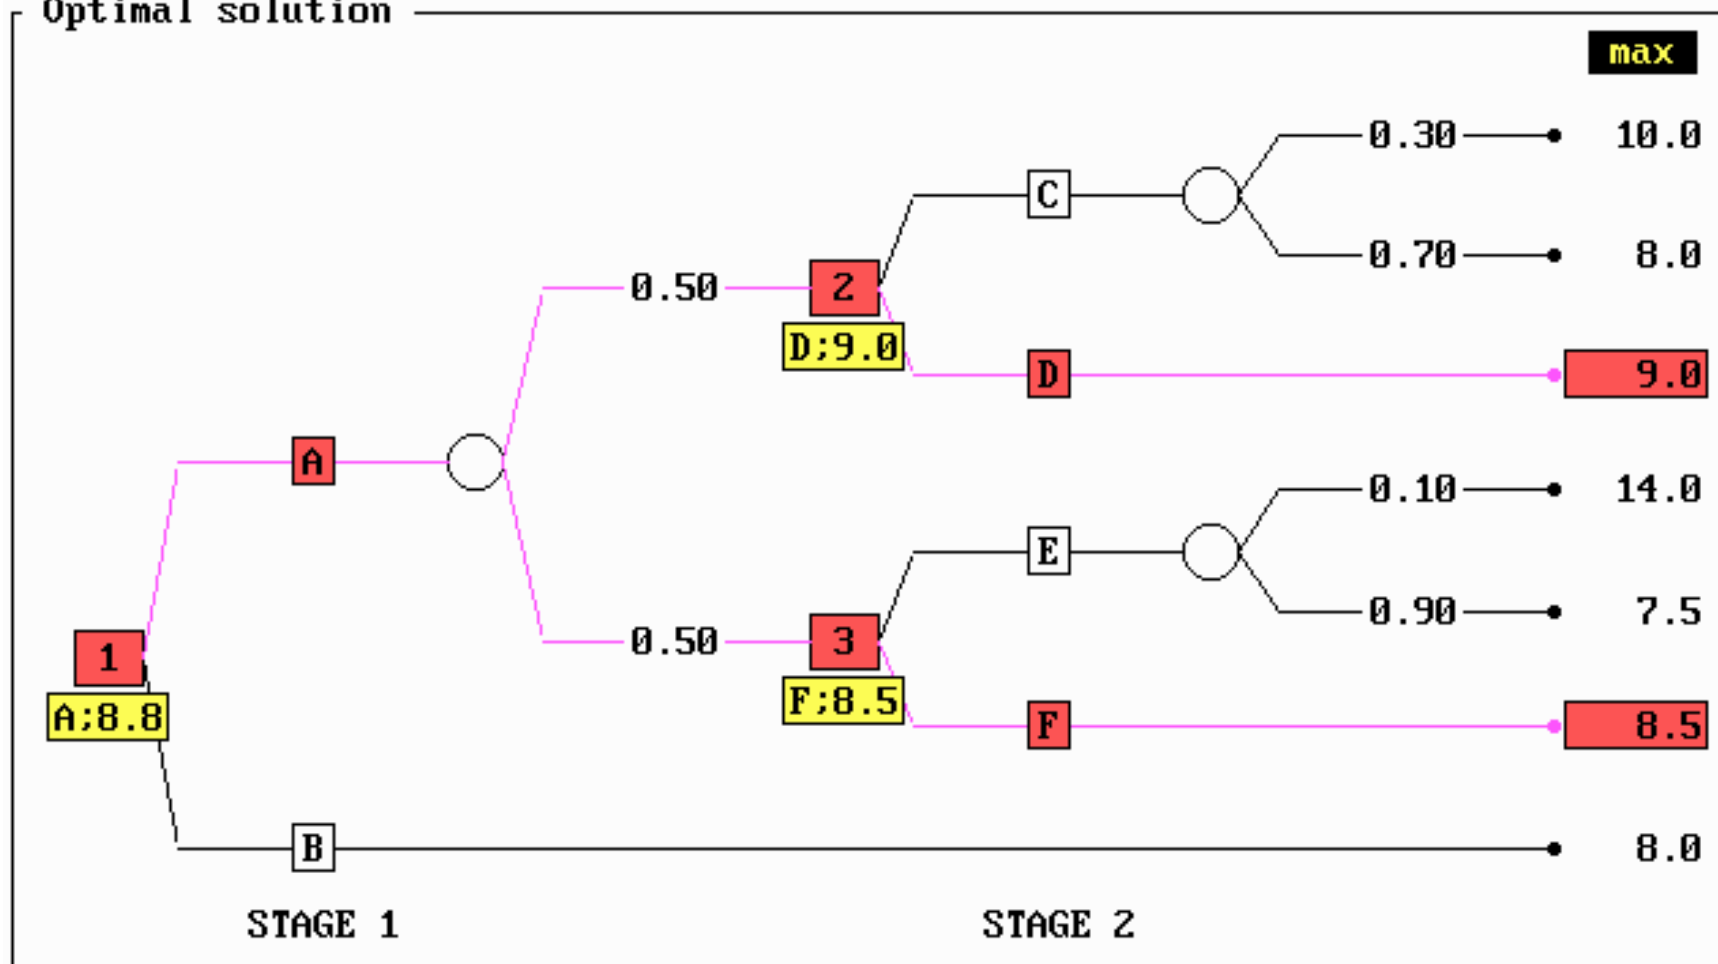 Optimal solution
max
0.30 10.0
C
0.70 8.0
0.50 2
D;9.0
D 9.0
A
0.10 14.0
E
0.90 7.5
0.50 3
1
F;8.5
A;8.8
F 8.5
B 8.0
STAGE 1 STAGE 2